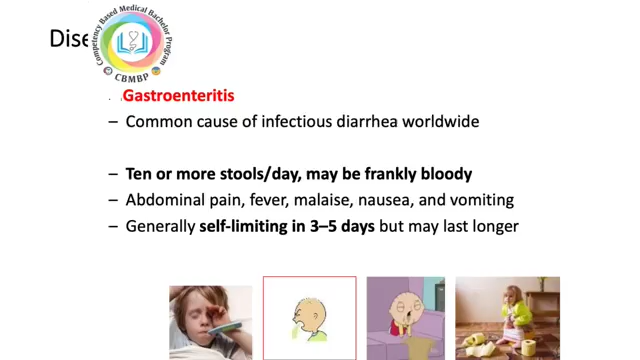 Dise
Competency Based Medical Bachelor Program
CBMBP
Gastroenteritis
– Common cause of infectious diarrhea worldwide
– Ten or more stools/day, may be frankly bloody
– Abdominal pain, fever, malaise, nausea, and vomiting
– Generally self-limiting in 3–5 days but may last longer